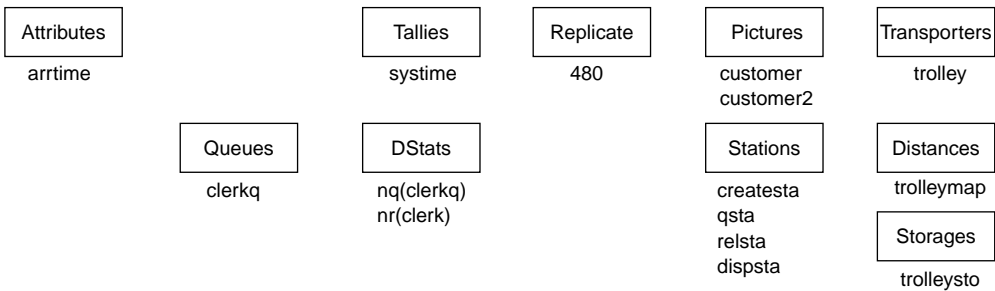 Attributes
arrtime
Tallies
systime
Replicate
480
Pictures
customer
customer2
Transporters
trolley
Queues
clerkq
DStats
nq(clerkq)
nr(clerk)
Stations
createsta
qsta
relsta
dispsta
Distances
trolleymap
Storages
trolleysto